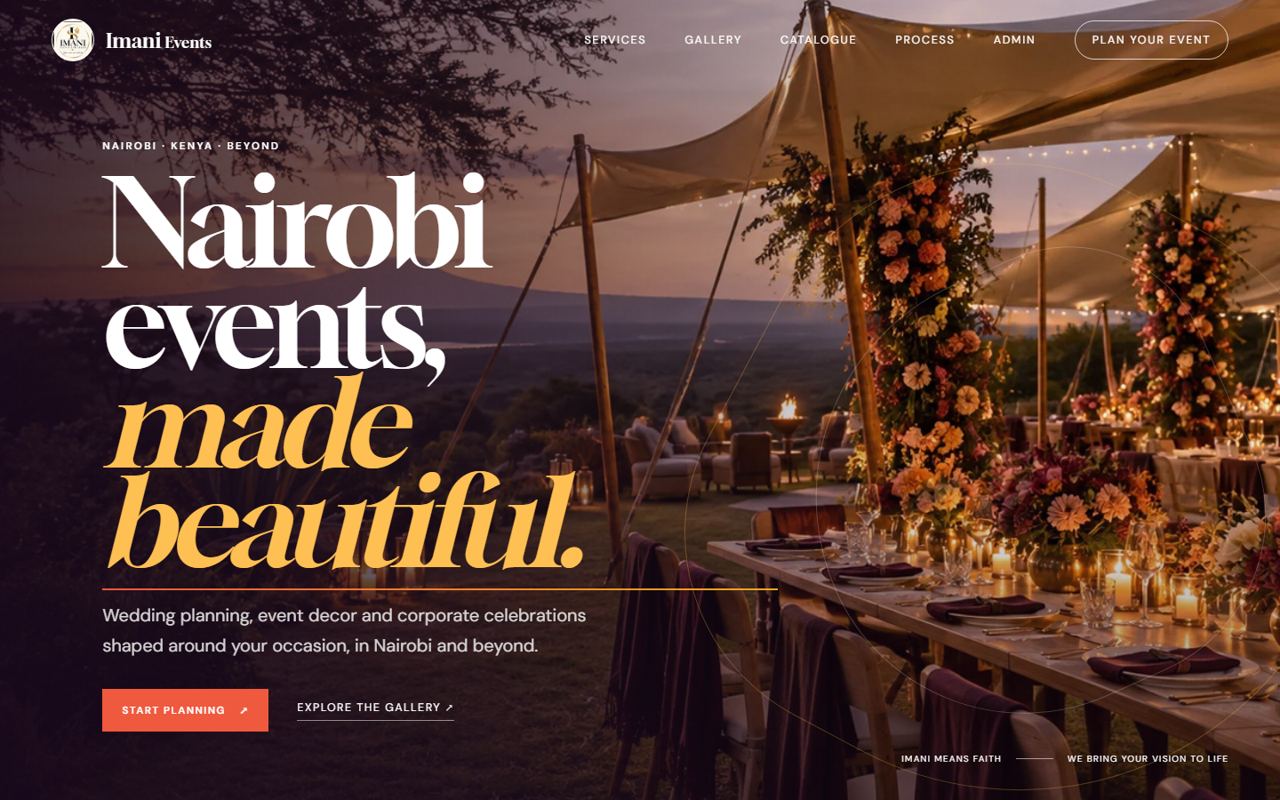 IMANI
Imani Events
SERVICES
GALLERY
CATALOGUE
PROCESS
ADMIN
PLAN YOUR EVENT
NAIROBI · KENYA · BEYOND
Nairobi
events,
made
beautiful.
Wedding planning, event decor and corporate celebrations
shaped around your occasion, in Nairobi and beyond.
START PLANNING ↗
EXPLORE THE GALLERY ↗
IMANI MEANS FAITH
WE BRING YOUR VISION TO LIFE